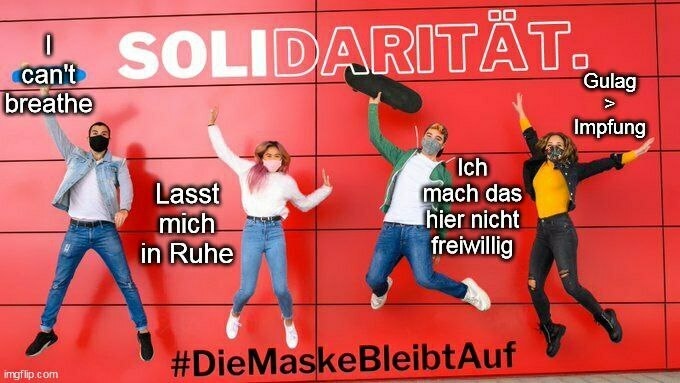 SOLIDARITÄT.
I
can't
breathe
Gulag
>
Impfung
Lasst
mich
in Ruhe
Ich
mach das
hier nicht
freiwillig
#DieMaskeBleibtAuf
imgflip.com